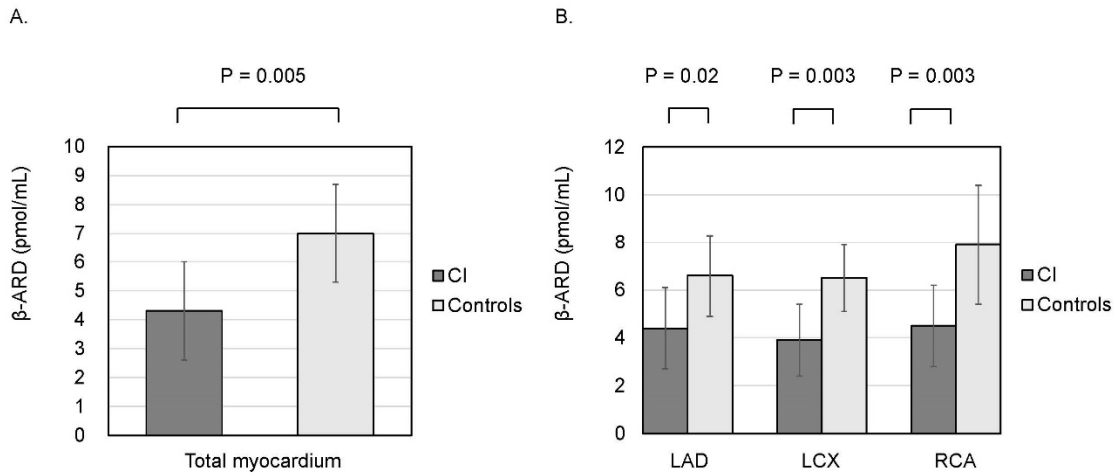 A.
P = 0.005
β-ARD (pmol/mL)
10
9
8
7
6
5
4
3
2
1
0
Total myocardium
CI
Controls
B.
P = 0.02 P = 0.003 P = 0.003
β-ARD (pmol/mL)
12
10
8
6
4
2
0
LAD LCX RCA
CI
Controls